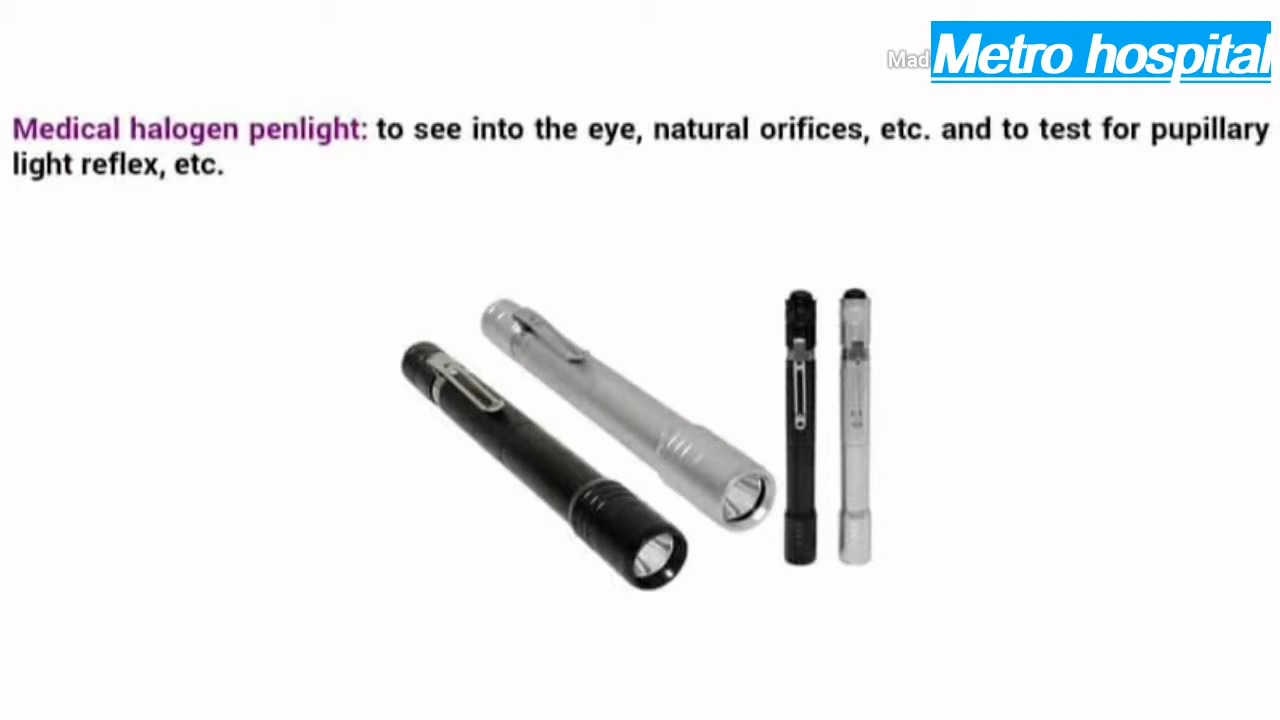 Mad
Metro hospital
Medical halogen penlight: to see into the eye, natural orifices, etc. and to test for pupillary
light reflex, etc.